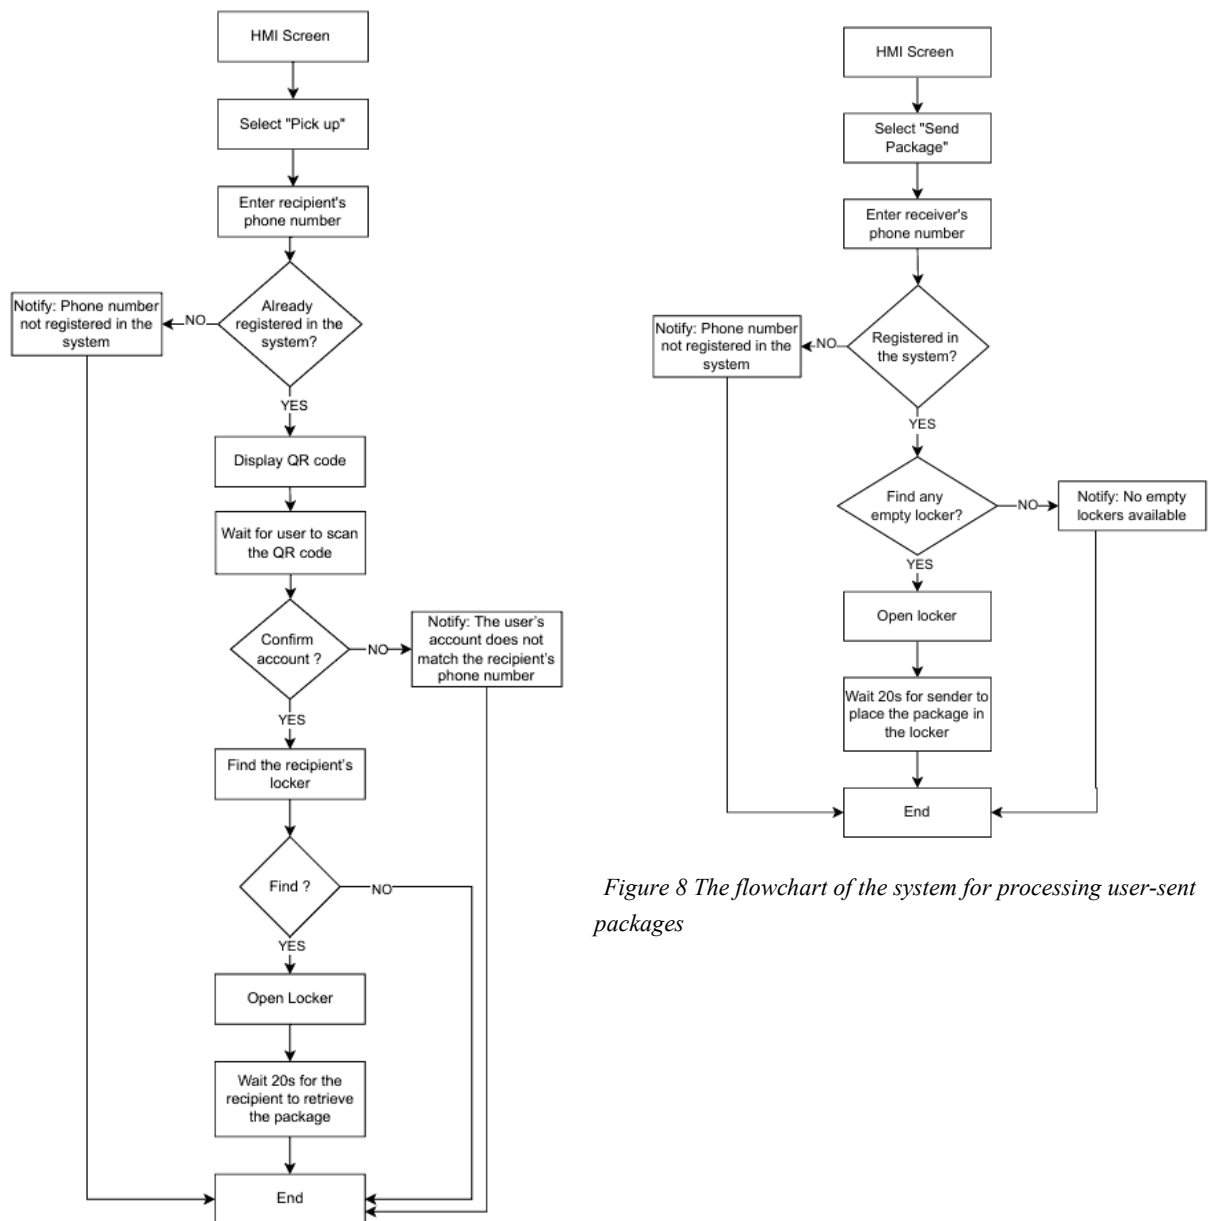 HMI Screen
Select "Pick up"
Enter recipient's
phone number
Already
registered in the
system?
NO
Notify: Phone number
not registered in the
system
YES
Display QR code
Wait for user to scan
the QR code
Confirm
account ?
NO
Notify: The user's
account does not
match the recipient's
phone number
YES
Find the recipient's
locker
Find ?
NO
YES
Open Locker
Wait 20s for the
recipient to retrieve
the package
End
HMI Screen
Select "Send
Package"
Enter receiver's
phone number
Registered in
the system?
NO
Notify: Phone number
not registered in the
system
YES
Find any
empty locker?
NO
Notify: No empty
lockers available
YES
Open locker
Wait 20s for sender to
place the package in
the locker
End
Figure 8 The flowchart of the system for processing user-sent
packages